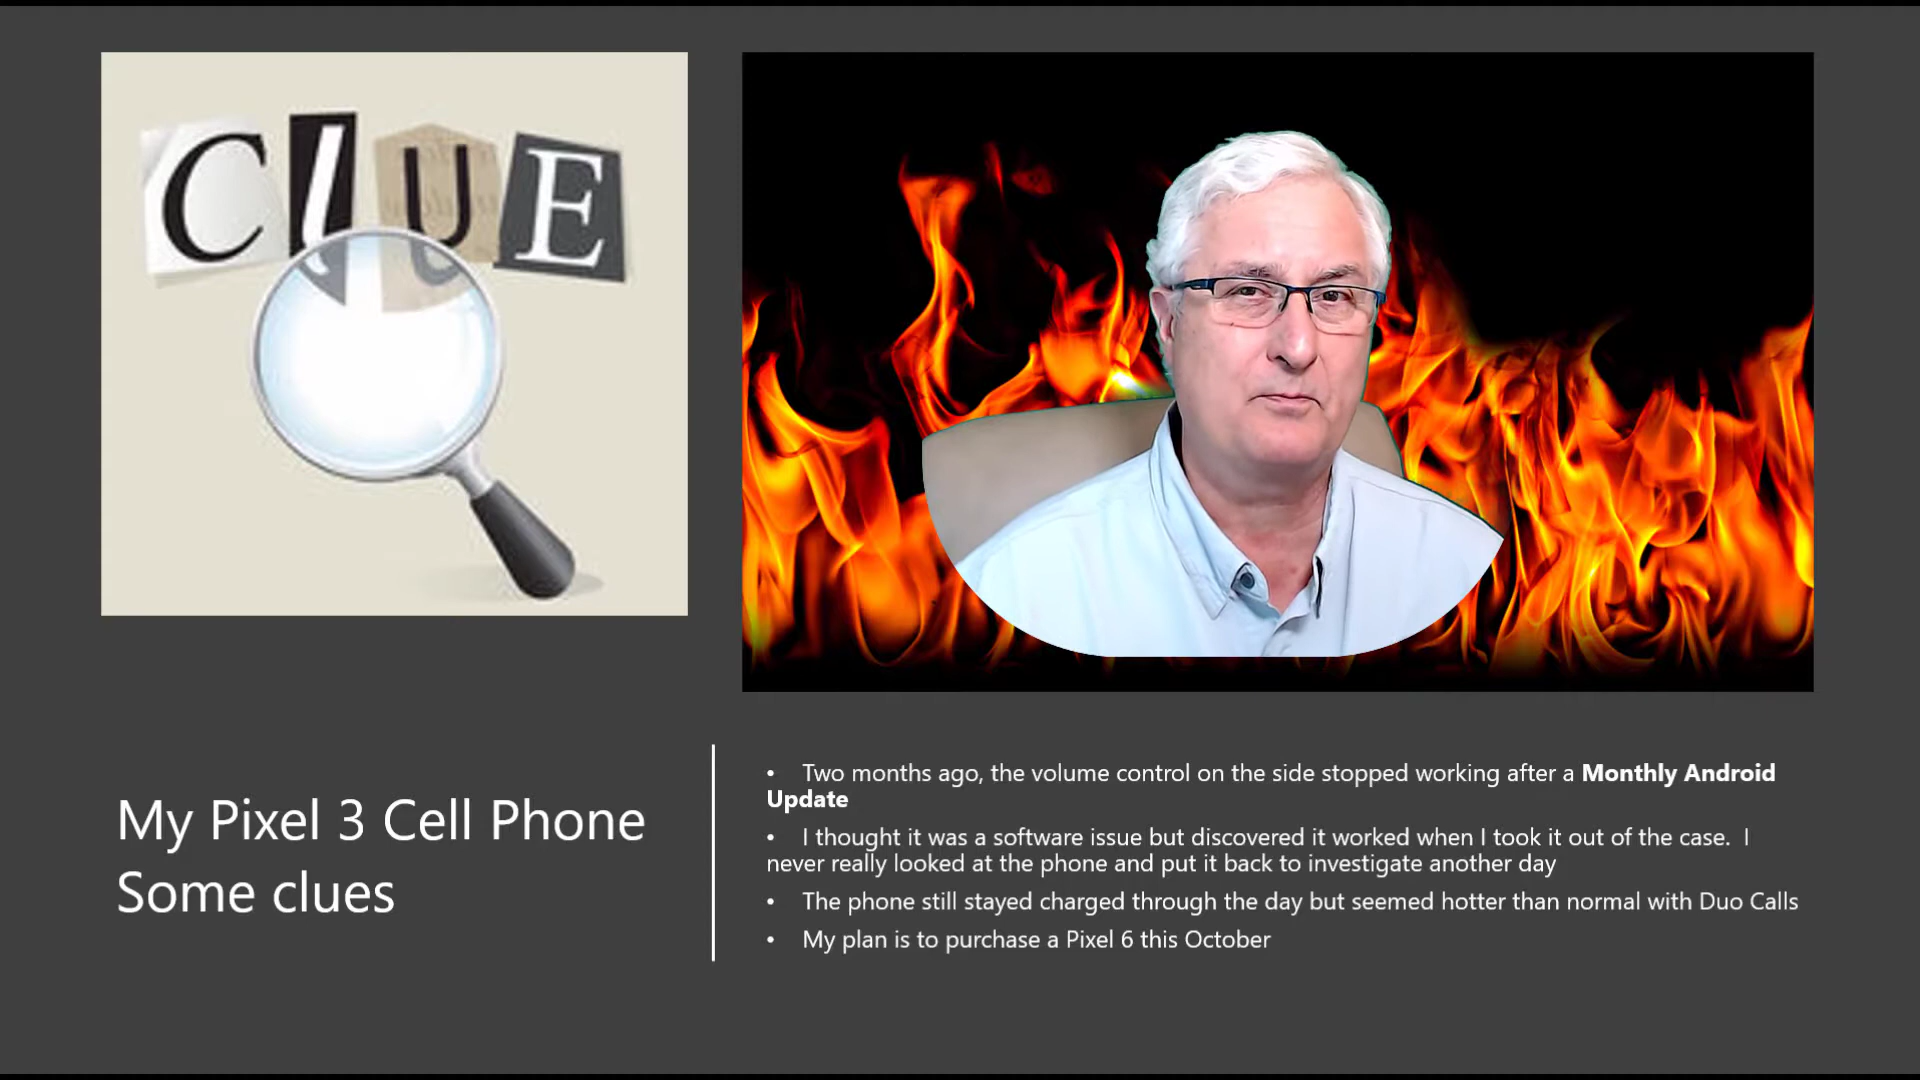 CLUE
My Pixel 3 Cell Phone
Some clues
• Two months ago, the volume control on the side stopped working after a Monthly Android
Update
• I thought it was a software issue but discovered it worked when I took it out of the case. I
never really looked at the phone and put it back to investigate another day
• The phone still stayed charged through the day but seemed hotter than normal with Duo Calls
• My plan is to purchase a Pixel 6 this October